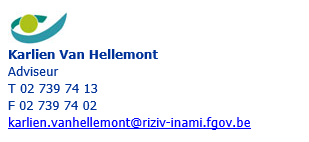 Karlien Van Hellemont
Adviseur
T 02 739 74 13
F 02 739 74 02
karlien.vanhellemont@riziv-inami.fgov.be